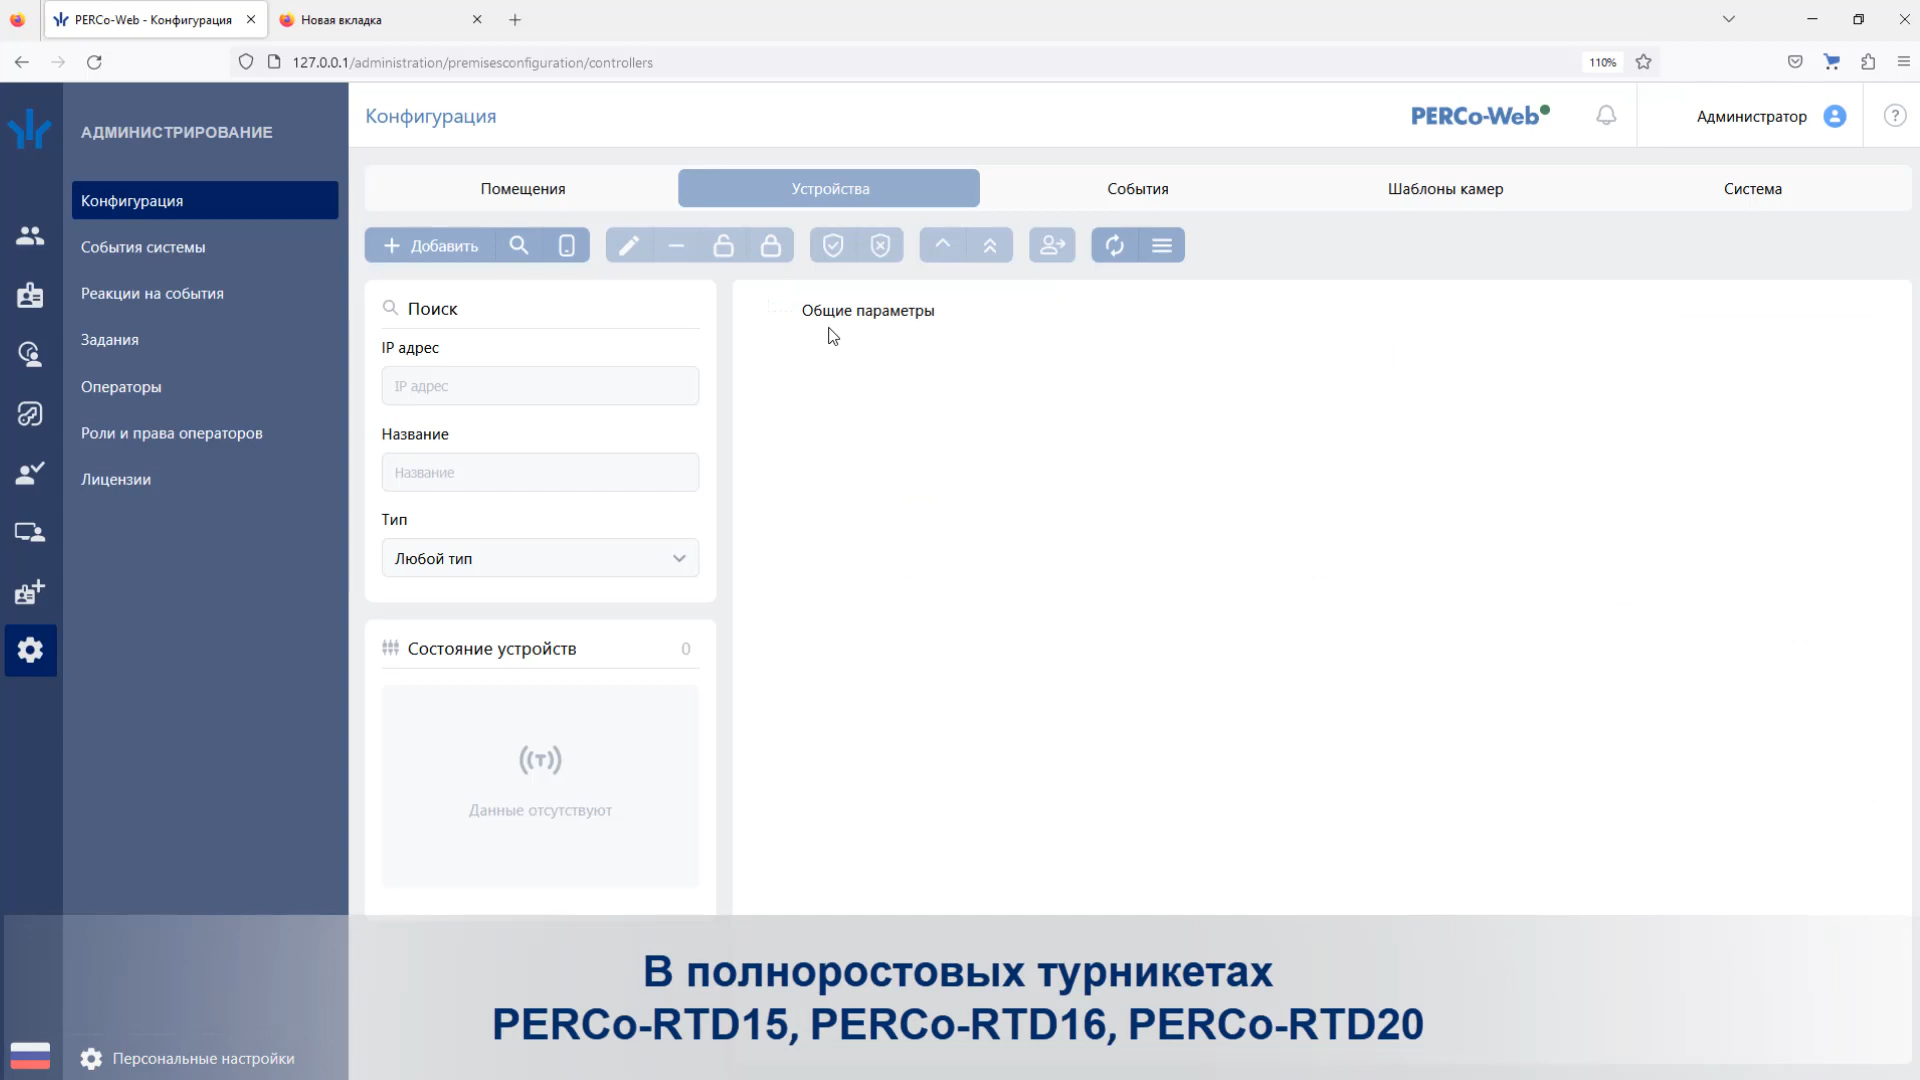 PERCo-Web - Конфигурация
Новая вкладка
127.0.0.1/administration/premisesconfiguration/controllers
110%
АДМИНИСТРИРОВАНИЕ
Конфигурация
События системы
Реакции на события
Задания
Операторы
Роли и права операторов
Лицензии
Персональные настройки
Конфигурация
PERCo-Web
Администратор
?
Помещения
Устройства
События
Шаблоны камер
Система
Добавить
Поиск
IP адрес
IP адрес
Название
Название
Тип
Любой тип
Состояние устройств 0
Данные отсутствуют
Общие параметры
В полноростовых турникетах
PERCo-RTD15, PERCo-RTD16, PERCo-RTD20